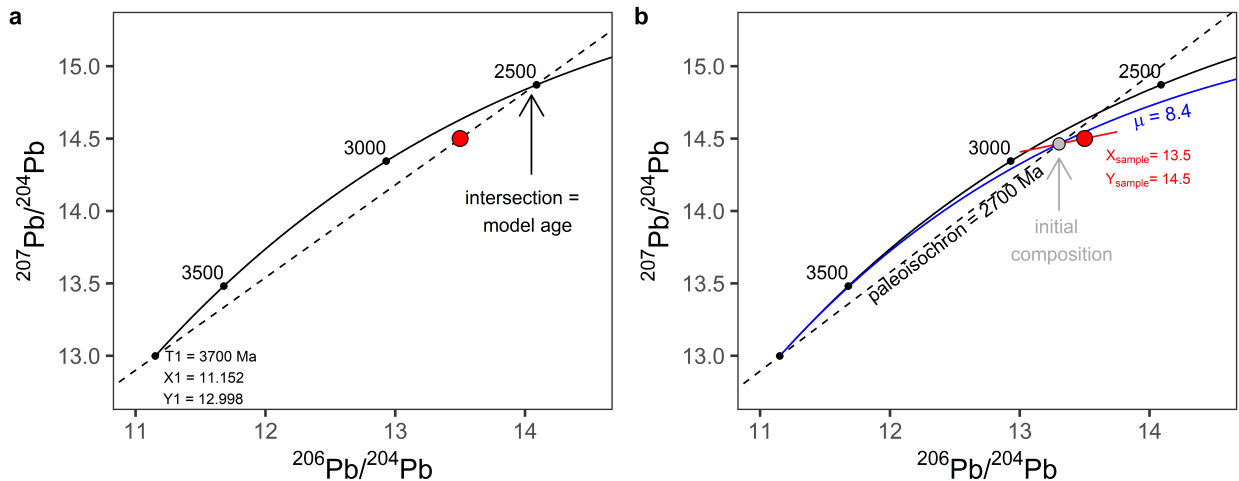 a
15.0
14.5
14.0
13.5
13.0
207Pb/204Pb
2500
3000
3500
intersection =
model age
T1 = 3700 Ma
X1 = 11.152
Y1 = 12.998
11 12 13 14
206Pb/204Pb
b
15.0
14.5
14.0
13.5
13.0
207Pb/204Pb
2500
3000
3500
μ = 8.4
Xsample= 13.5
Ysample= 14.5
paleoisochron = 2700 Ma
initial
composition
11 12 13 14
206Pb/204Pb